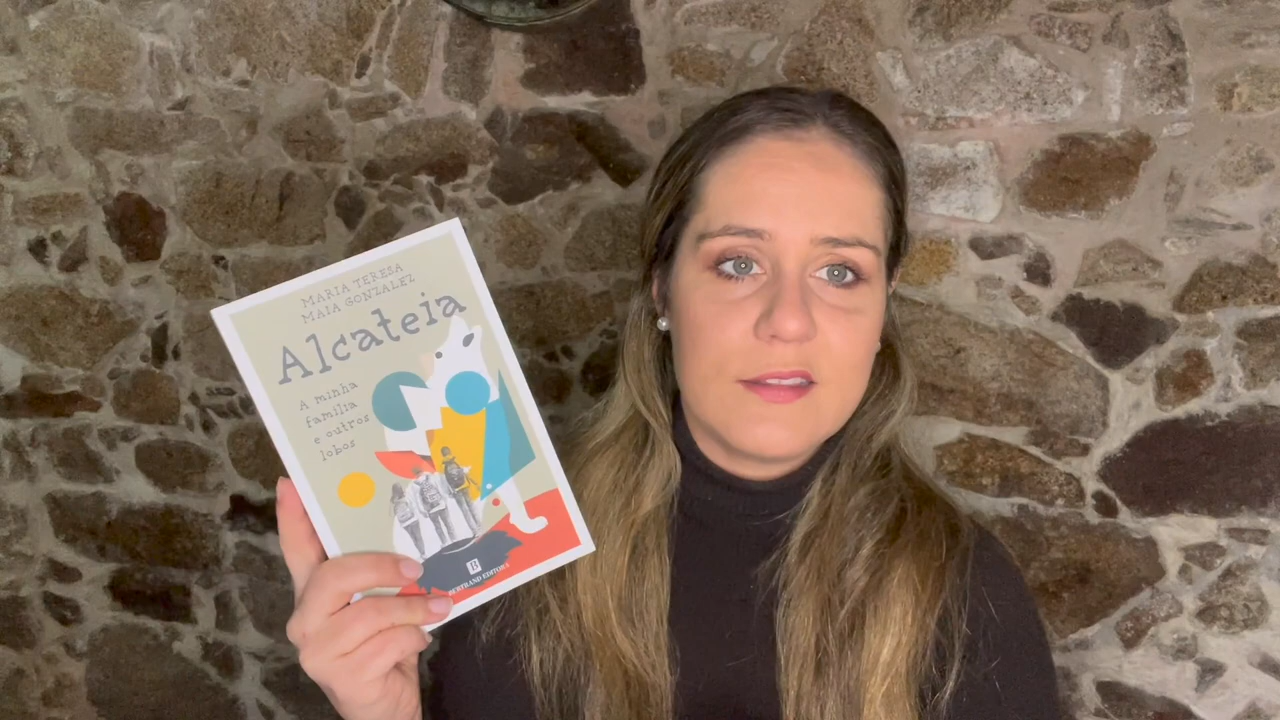 MARIA TERESA
MAIA GONZALEZ
Alcateia
A minha
família
e outros
lobos
BERTRAND EDITORA